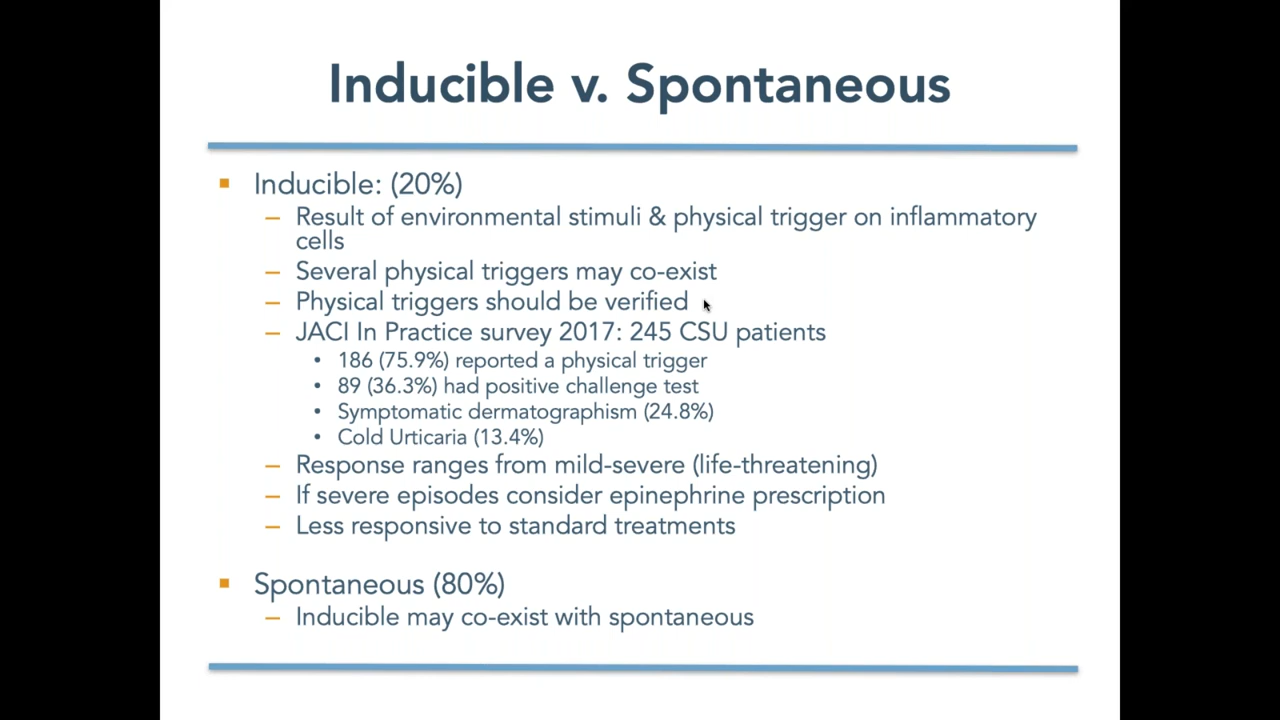 Inducible v. Spontaneous
▪ Inducible: (20%)
– Result of environmental stimuli & physical trigger on inflammatory
cells
– Several physical triggers may co-exist
– Physical triggers should be verified
– JACI In Practice survey 2017: 245 CSU patients
• 186 (75.9%) reported a physical trigger
• 89 (36.3%) had positive challenge test
• Symptomatic dermatographism (24.8%)
• Cold Urticaria (13.4%)
– Response ranges from mild-severe (life-threatening)
– If severe episodes consider epinephrine prescription
– Less responsive to standard treatments
▪ Spontaneous (80%)
– Inducible may co-exist with spontaneous